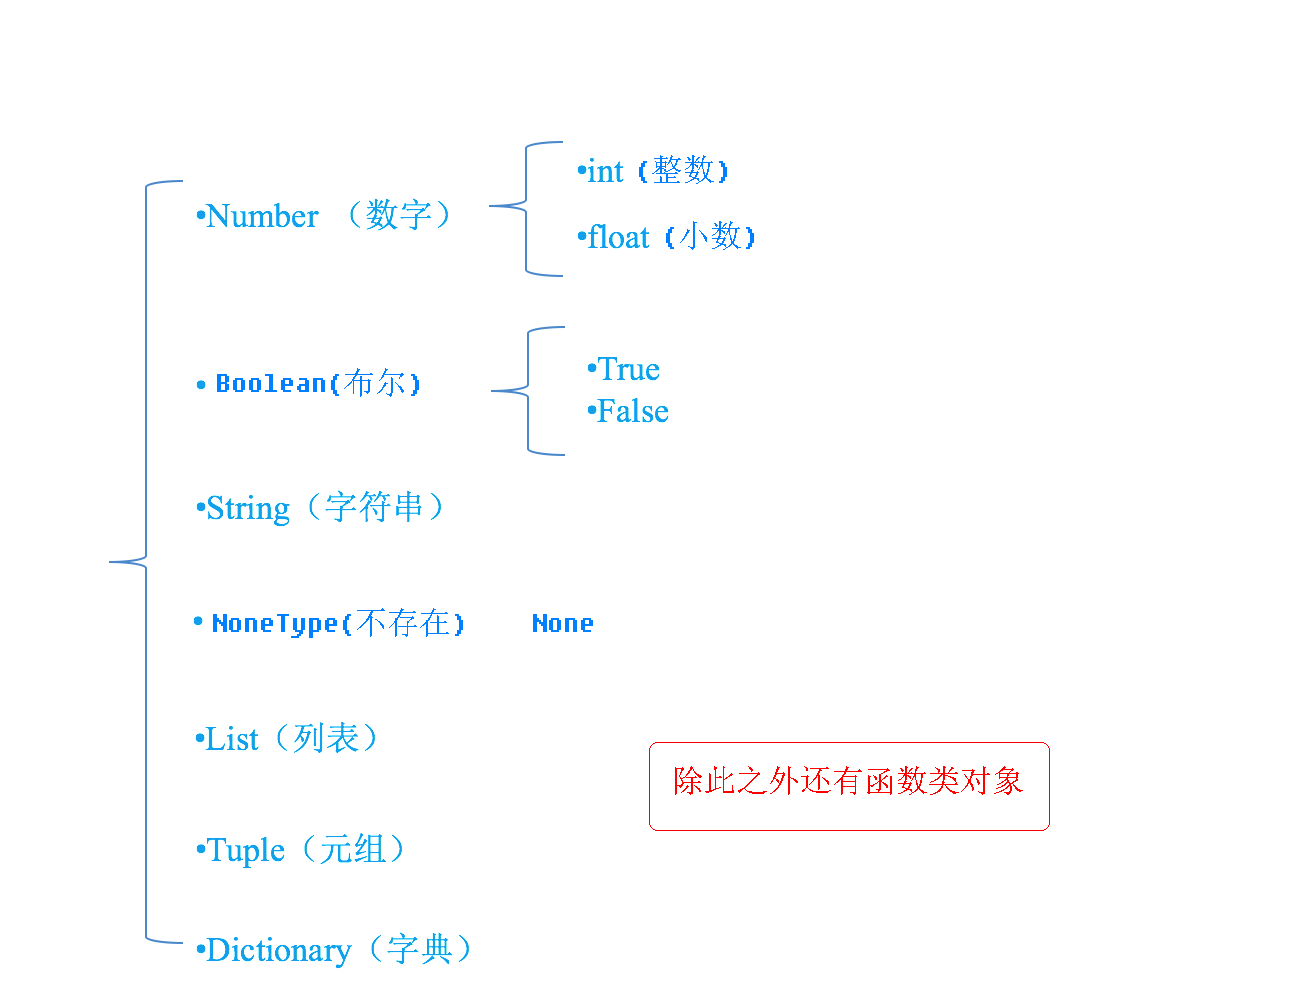 •Number （数字）
•int (整数)
•float (小数)
• Boolean(布尔)
•True
•False
•String（字符串）
• NoneType(不存在) None
•List（列表）
除此之外还有函数类对象
•Tuple（元组）
•Dictionary（字典）